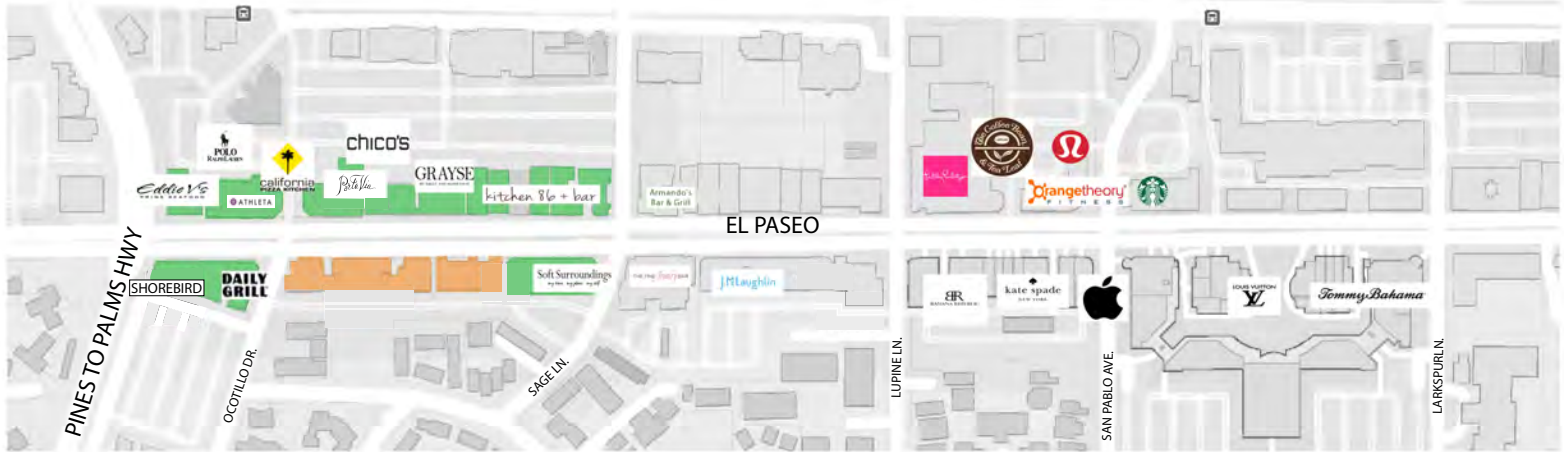 POLO
RALPH LAUREN
chico's
california
PIZZA KITCHEN
Eddie V's
PRIME SEAFOOD
ATHLETA
Porta Via
GRAYSE
kitchen 86 + bar
Armando's
Bar & Grill
The Coffee Bean
& Tea Leaf
Orangetheory
FITNESS
EL PASEO
PINES TO PALMS HWY
SHOREBIRD
DAILY
GRILL
OCOTILLO DR.
Soft Surroundings
SAGE LN.
J.McLaughlin
LUPINE LN.
BR
BANANA REPUBLIC
kate spade
NEW YORK
SAN PABLO AVE.
LOUIS VUITTON
LV
Tommy Bahama
LARKSPUR LN.